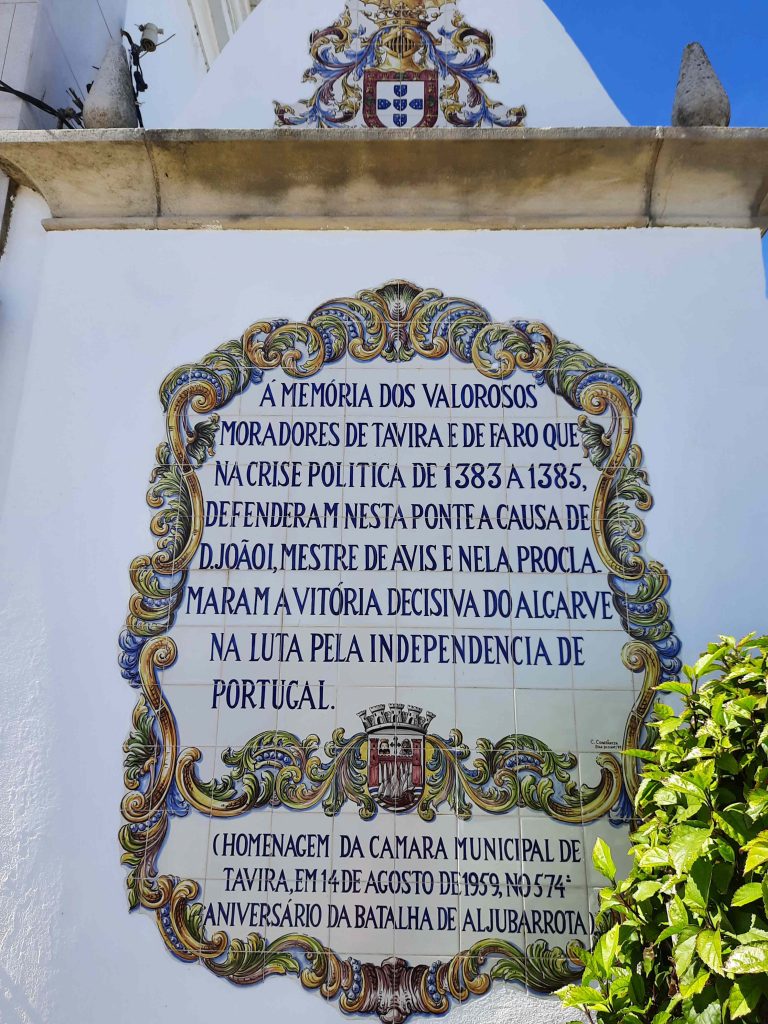 Á MEMÓRIA DOS VALOROSOS
MORADORES DE TAVIRA E DE FARO QUE
NA CRISE POLITICA DE 1383 A 1385,
DEFENDERAM NESTA PONTE A CAUSA DE
D. JOÃO I, MESTRE DE AVIS E NELA PROCLA_
MARAM A VITÓRIA DECISIVA DO ALGARVE
NA LUTA PELA INDEPENDENCIA DE
PORTUGAL.
(HOMENAGEM DA CAMARA MUNICIPAL DE
TAVIRA, EM 14 DE AGOSTO DE 1959, NO 574º
ANIVERSÁRIO DA BATALHA DE ALJUBARROTA)